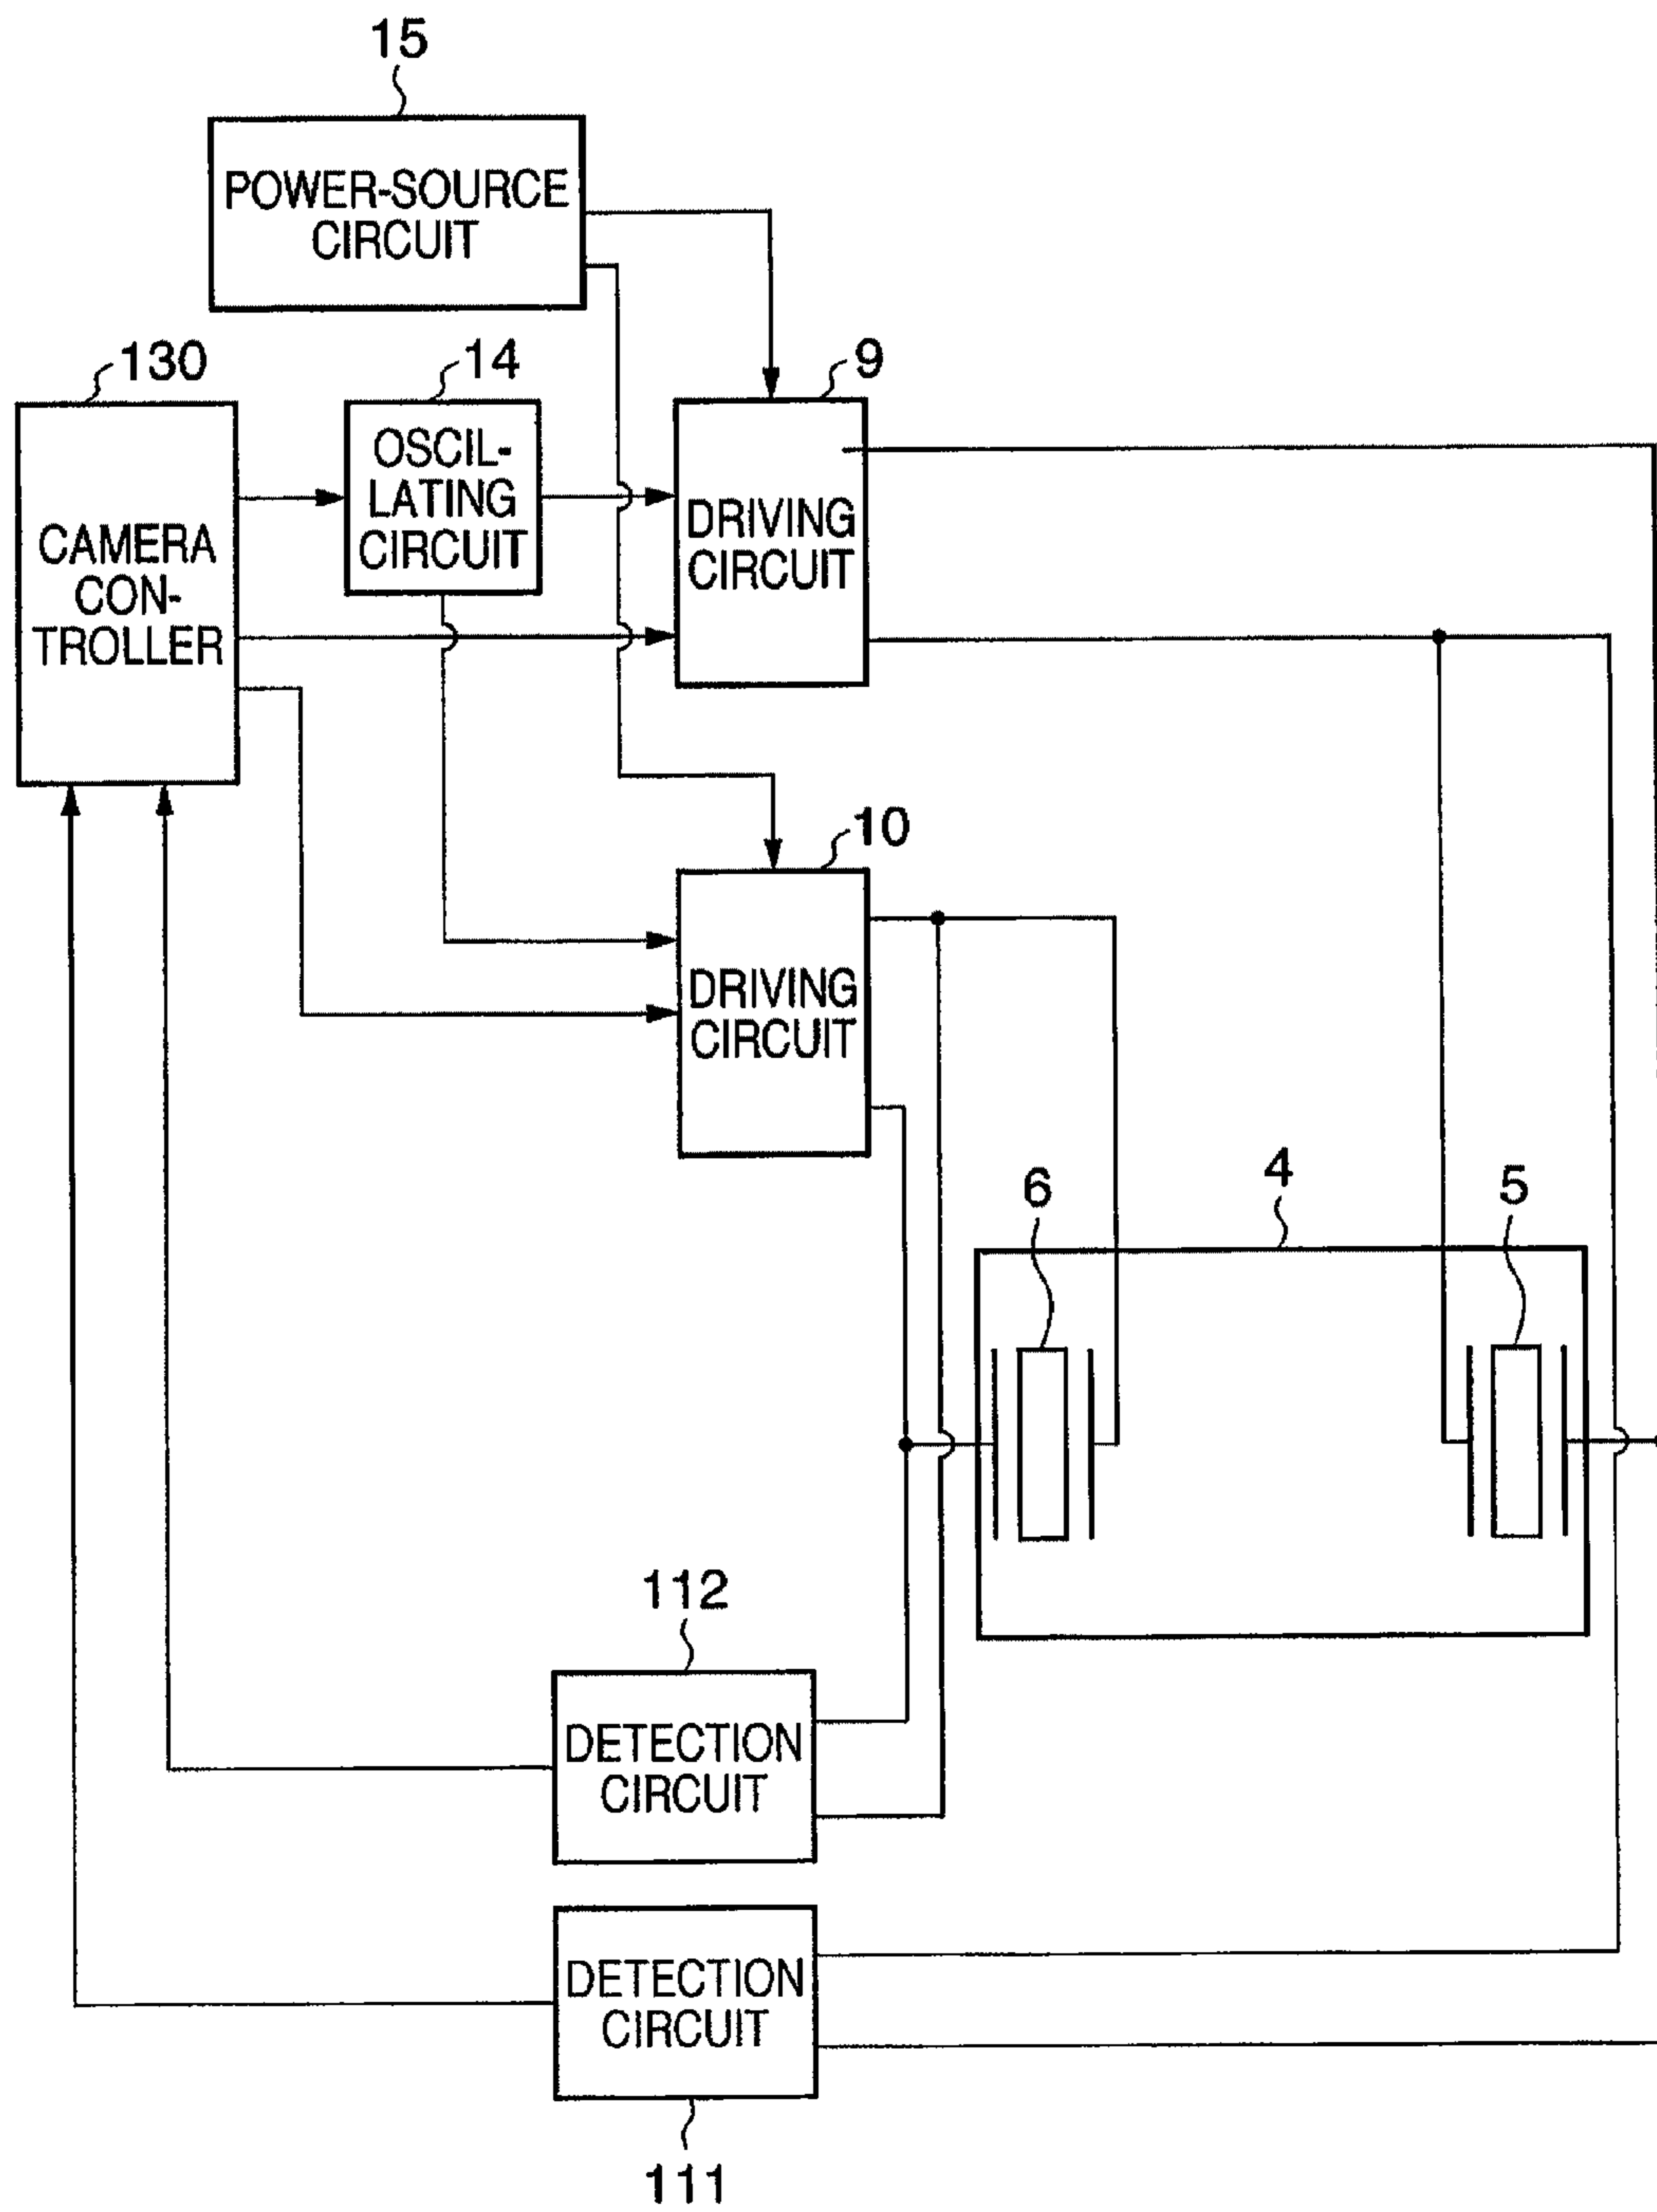 15
POWER-SOURCE
CIRCUIT
130
14
9
OSCIL-
LATING
CIRCUIT
DRIVING
CIRCUIT
CAMERA
CON-
TROLLER
10
DRIVING
CIRCUIT
4
6
5
112
DETECTION
CIRCUIT
DETECTION
CIRCUIT
111